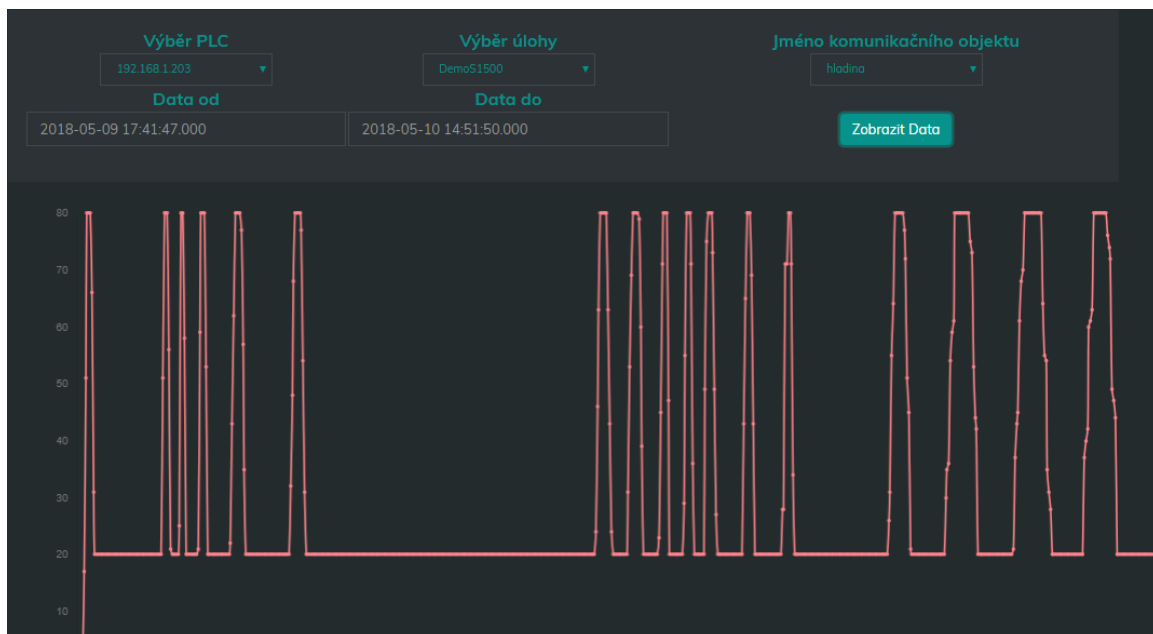 Výběr PLC Výběr úlohy Jméno komunikačního objektu
192.168.1.203 DemoS1500 hladina
Data od Data do
2018-05-09 17:41:47.000 2018-05-10 14:51:50.000 Zobrazit Data
80
70
60
50
40
30
20
10